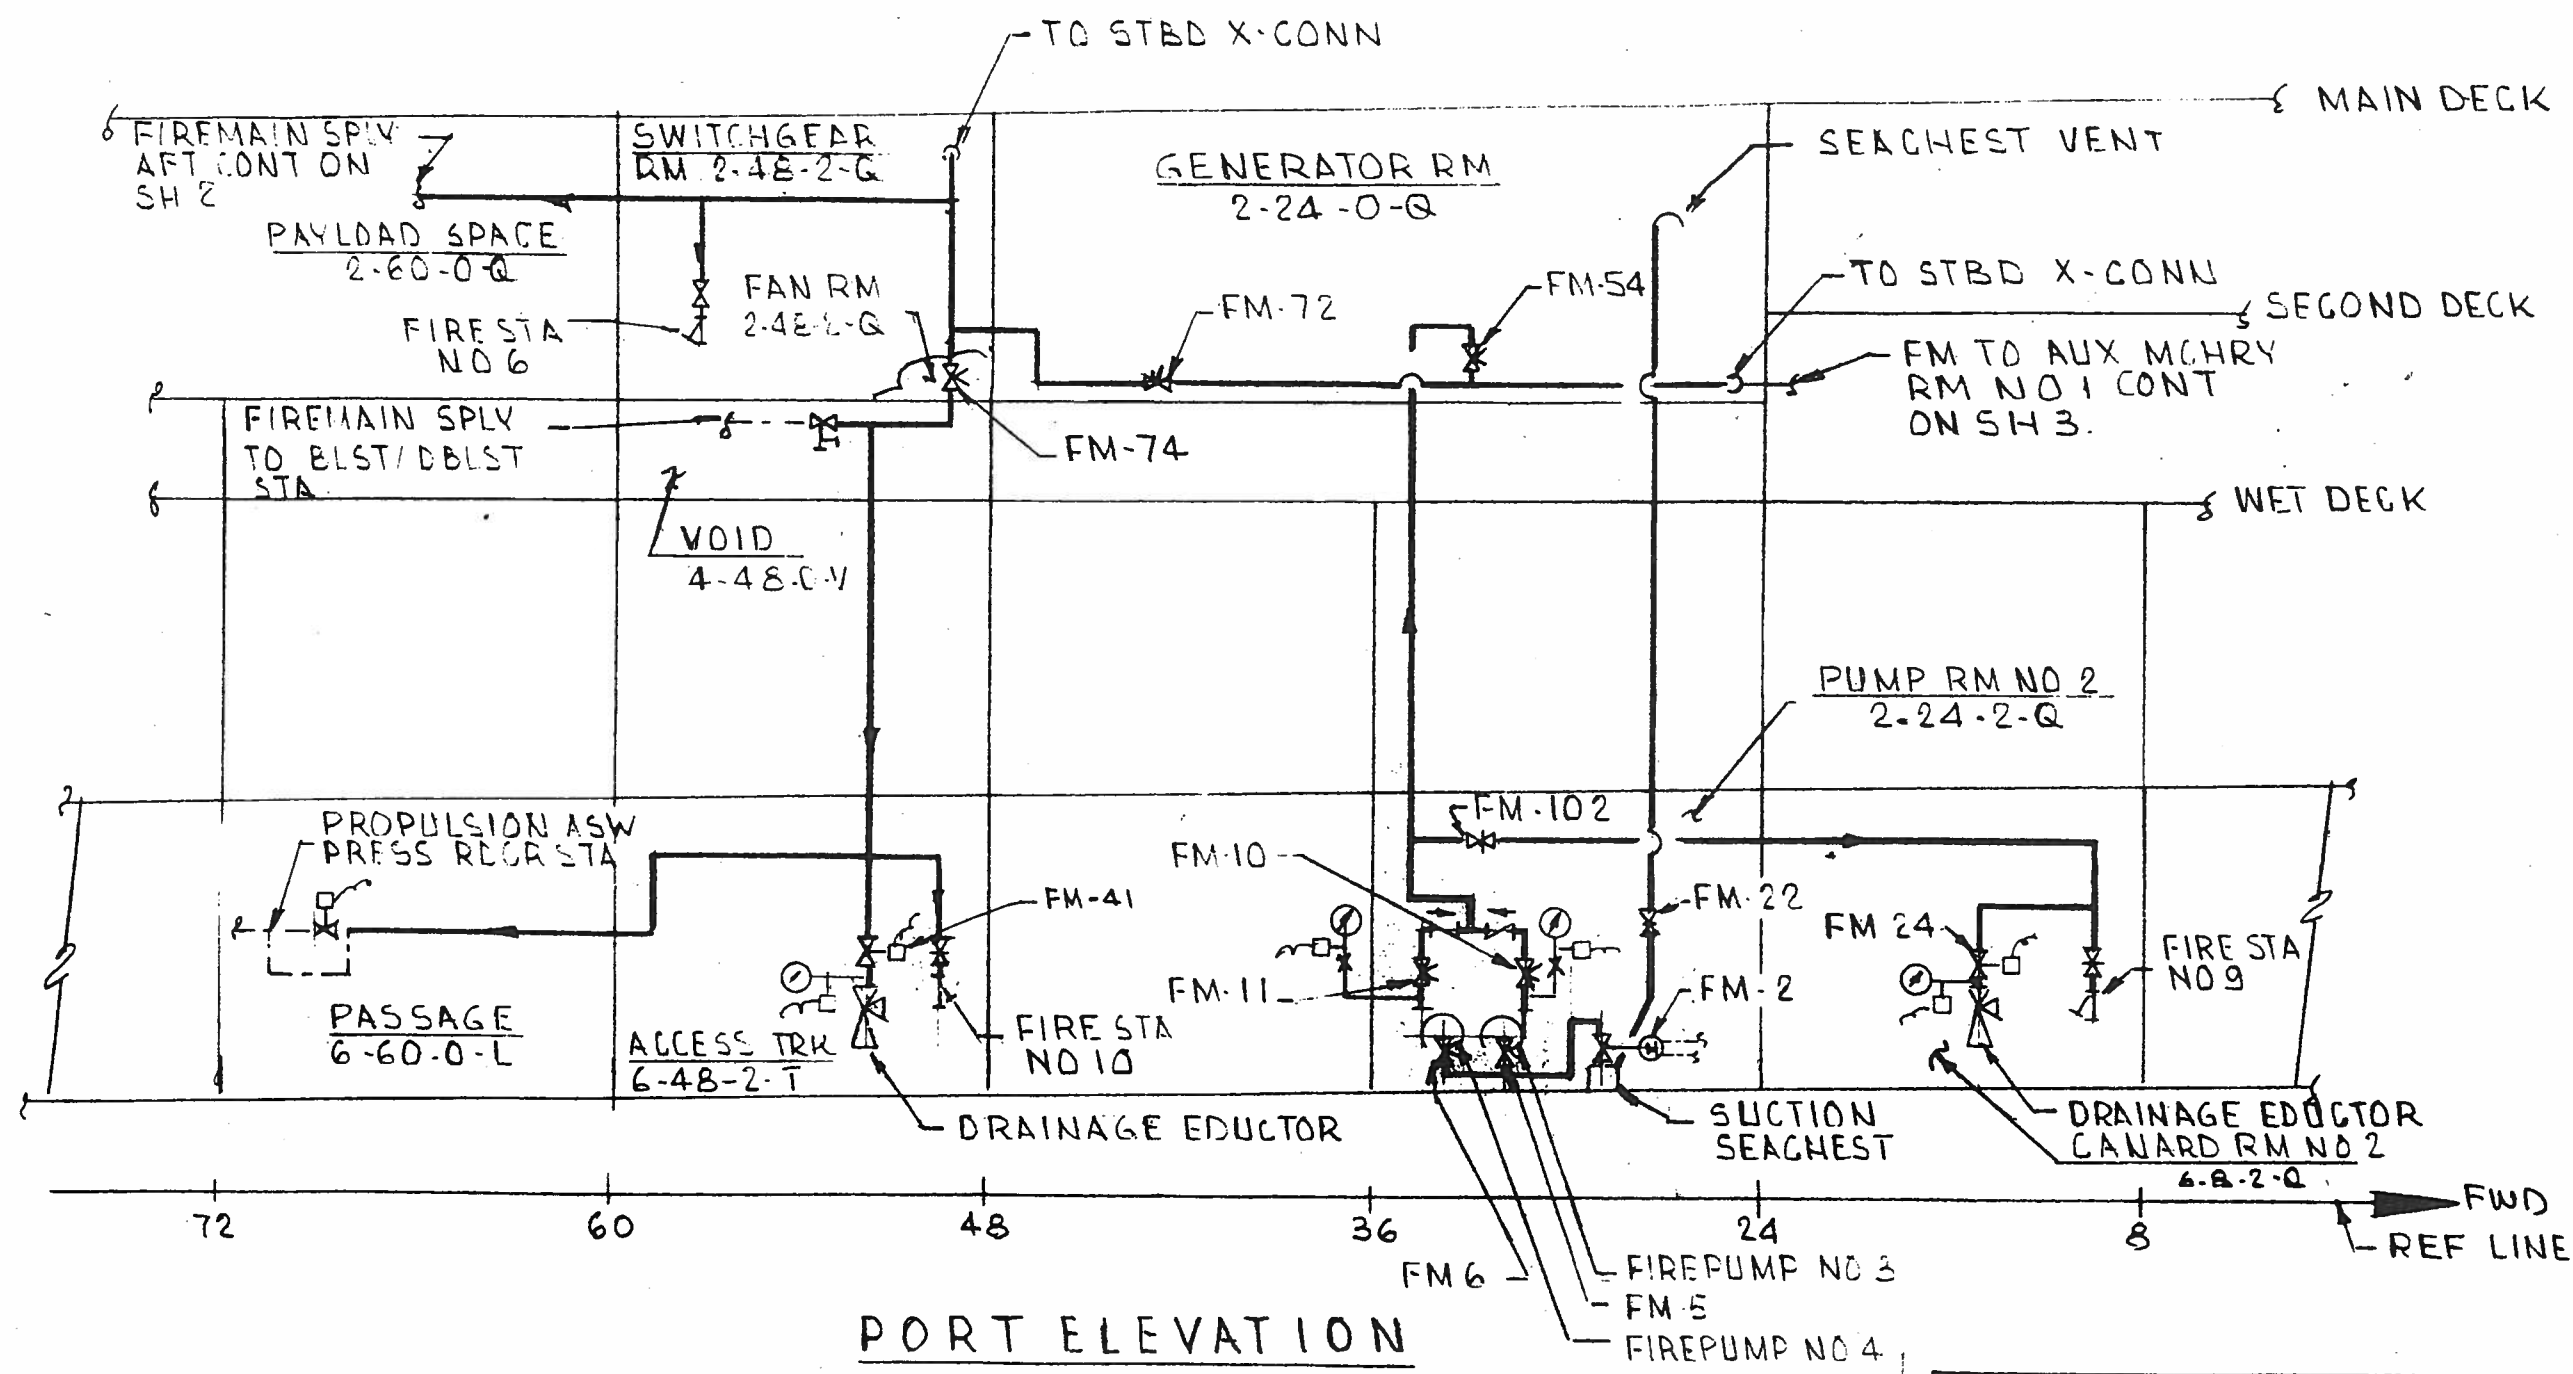 TO STBD X-CONN
MAIN DECK
FIREMAIN SPLY
AFT CONT ON
SH 2
SWITCHGEAR
RM 2-48-2-Q
GENERATOR RM
2-24-0-Q
SEACHEST VENT
PAYLOAD SPACE
2-60-0-Q
FAN RM
2-48-2-Q
FIRE STA
NO 6
FM-72
FM-54
TO STBD X-CONN
SECOND DECK
FM TO AUX MCHRY
RM NO 1 CONT
ON SH 3.
FIREMAIN SPLY
TO BLST/DBLST
STA
FM-74
WET DECK
VOID
4-48-0-V
PUMP RM NO 2
2-24-2-Q
PROPULSION ASW
PRESS RDCR STA
FM-102
FM-10
FM-41
FM-22
FM 24
FIRE STA
NO 9
FM-11
FM-2
PASSAGE
6-60-0-L
ACCESS TRK
6-48-2-T
FIRE STA
NO 10
DRAINAGE EDUCTOR
SUCTION
SEACHEST
DRAINAGE EDUCTOR
CANARD RM NO 2
6-8-2-Q
72
60
48
36
24
8
FWD
REF LINE
FM 6
FIREPUMP NO 3
FM-5
FIREPUMP NO 4
PORT ELEVATION